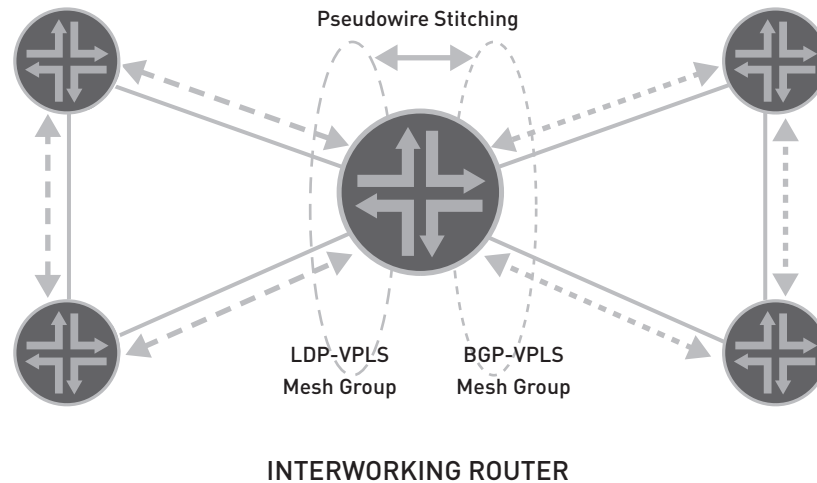 Pseudowire Stitching
LDP-VPLS
Mesh Group
BGP-VPLS
Mesh Group
INTERWORKING ROUTER